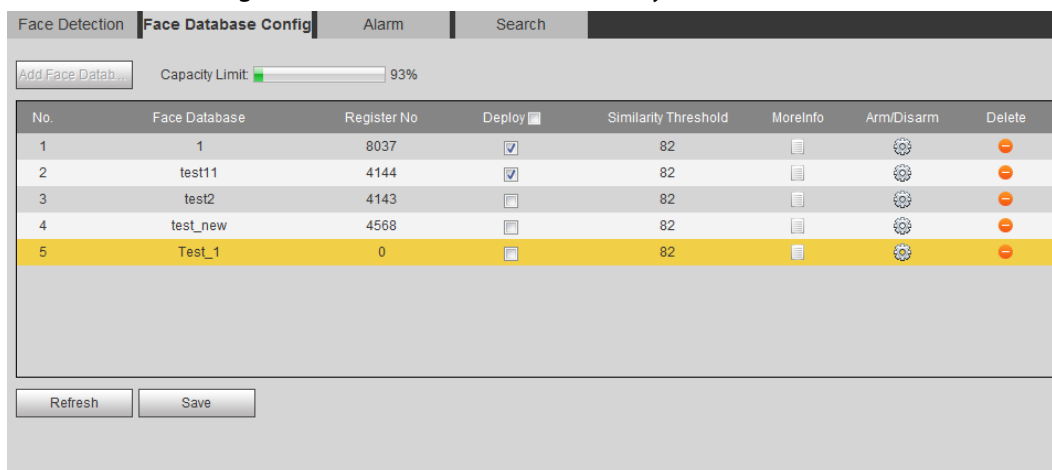 Face Detection Face Database Config Alarm Search
Add Face Datab... Capacity Limit: 93%
No. Face Database Register No Deploy Similarity Threshold MoreInfo Arm/Disarm Delete
1 1 8037 82
2 test11 4144 82
3 test2 4143 82
4 test_new 4568 82
5 Test_1 0 82
Refresh Save